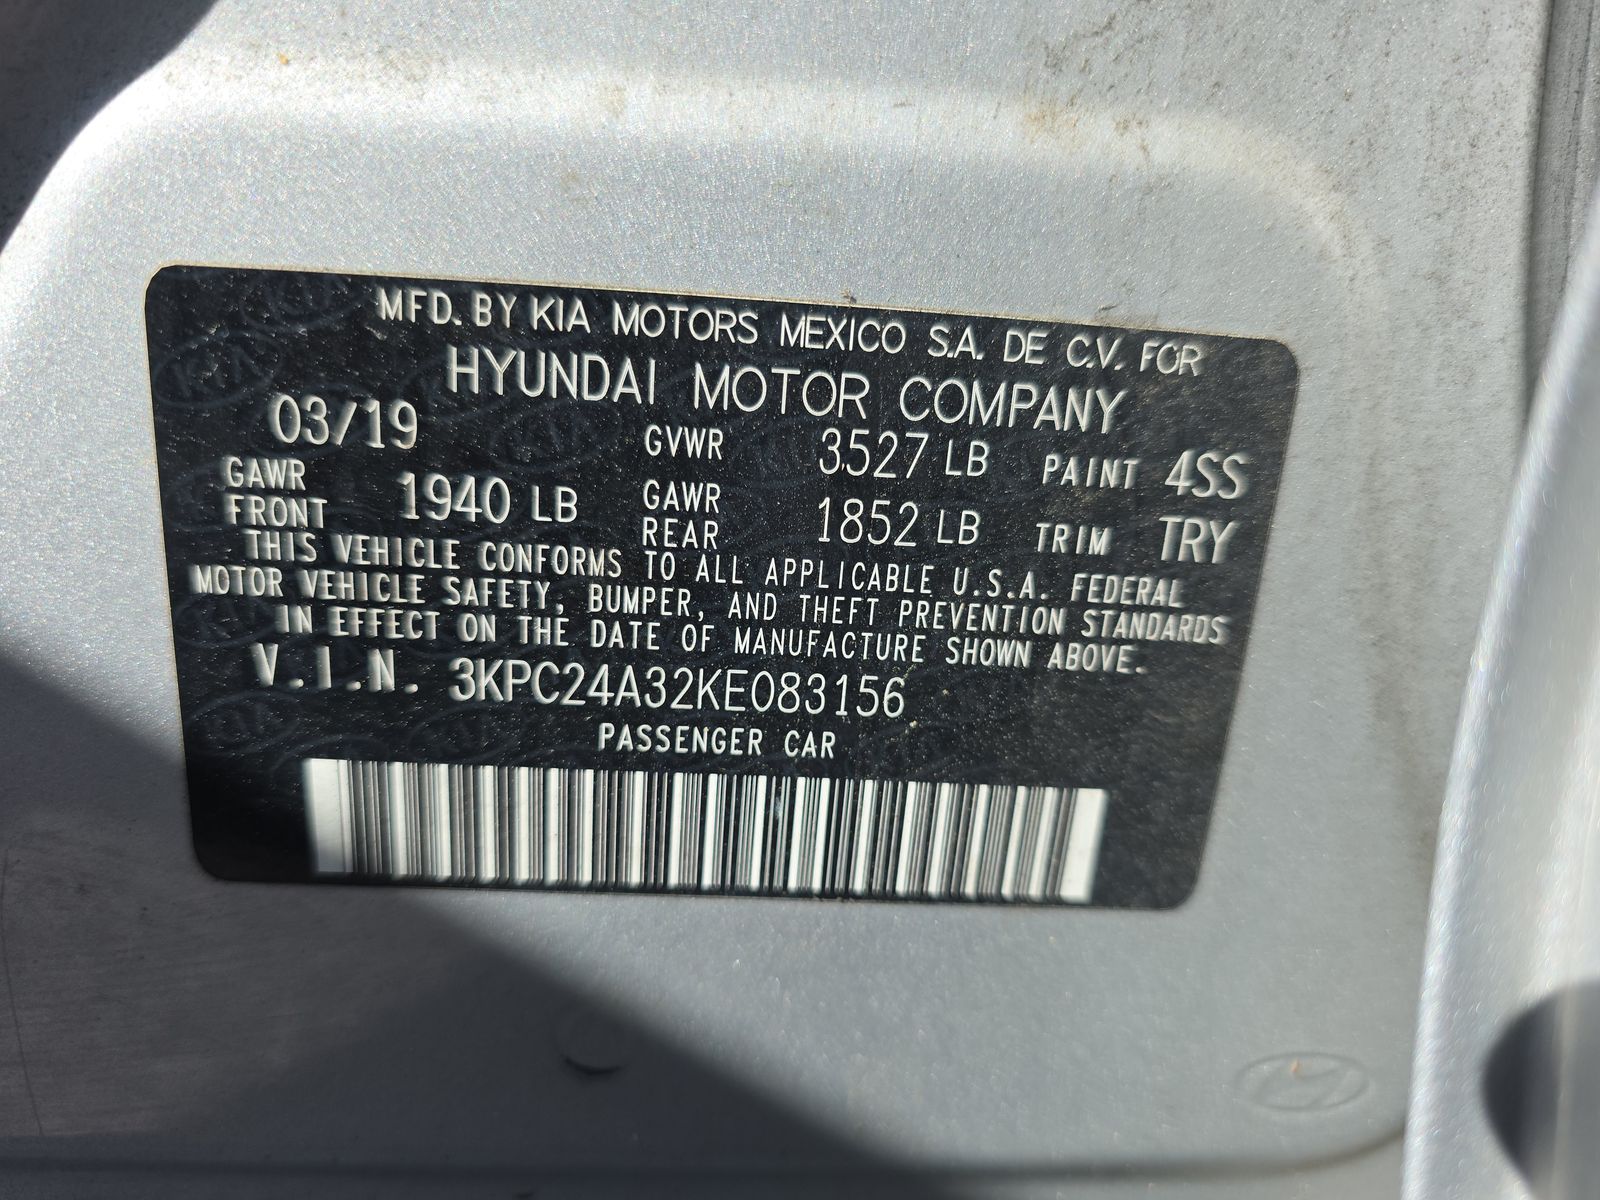 MFD. BY KIA MOTORS MEXICO S.A. DE C.V. FOR
HYUNDAI MOTOR COMPANY
03/19 GVWR 3527 LB PAINT 4SS
GAWR FRONT 1940 LB GAWR REAR 1852 LB TRIM TRY
THIS VEHICLE CONFORMS TO ALL APPLICABLE U.S.A. FEDERAL
MOTOR VEHICLE SAFETY, BUMPER, AND THEFT PREVENTION STANDARDS
IN EFFECT ON THE DATE OF MANUFACTURE SHOWN ABOVE.
V.I.N. 3KPC24A32KE083156
PASSENGER CAR